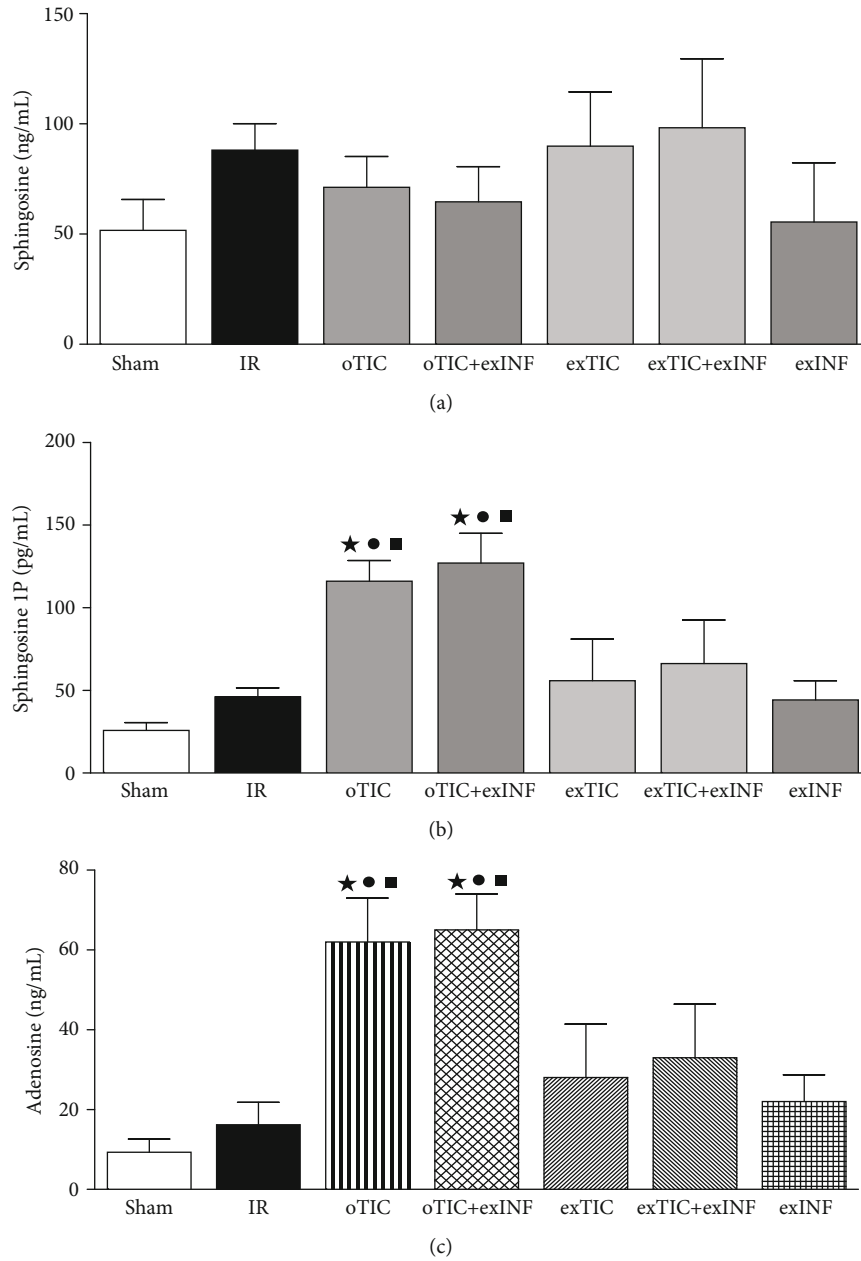 150
100
50
0
Sphingosine (ng/mL)
Sham IR oTIC oTIC+exINF exTIC exTIC+exINF exINF
(a)
200
150
100
50
0
Sphingosine 1P (pg/mL)
★ ● ■ ★ ● ■
Sham IR oTIC oTIC+exINF exTIC exTIC+exINF exINF
(b)
80
60
40
20
0
Adenosine (ng/mL)
★ ● ■ ★ ● ■
Sham IR oTIC oTIC+exINF exTIC exTIC+exINF exINF
(c)